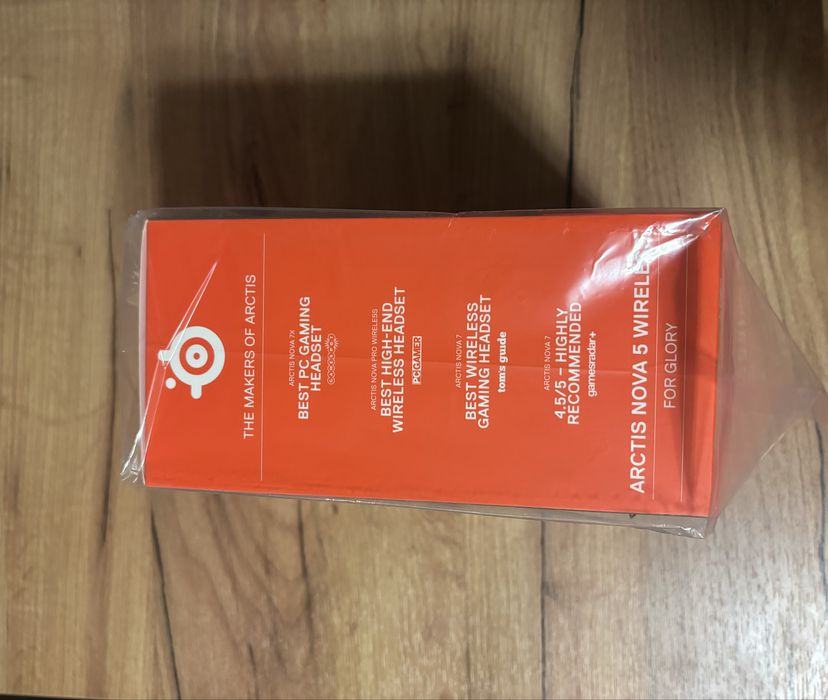 THE MAKERS OF ARCTIS
ARCTIS NOVA 7X
BEST PC GAMING
HEADSET
ARCTIS NOVA PRO WIRELESS
BEST HIGH-END
WIRELESS HEADSET
PCGAMER
ARCTIS NOVA 7
BEST WIRELESS
GAMING HEADSET
tom's guide
ARCTIS NOVA 7
4.5/5 – HIGHLY
RECOMMENDED
gamesradar+
ARCTIS NOVA 5
FOR GLORY